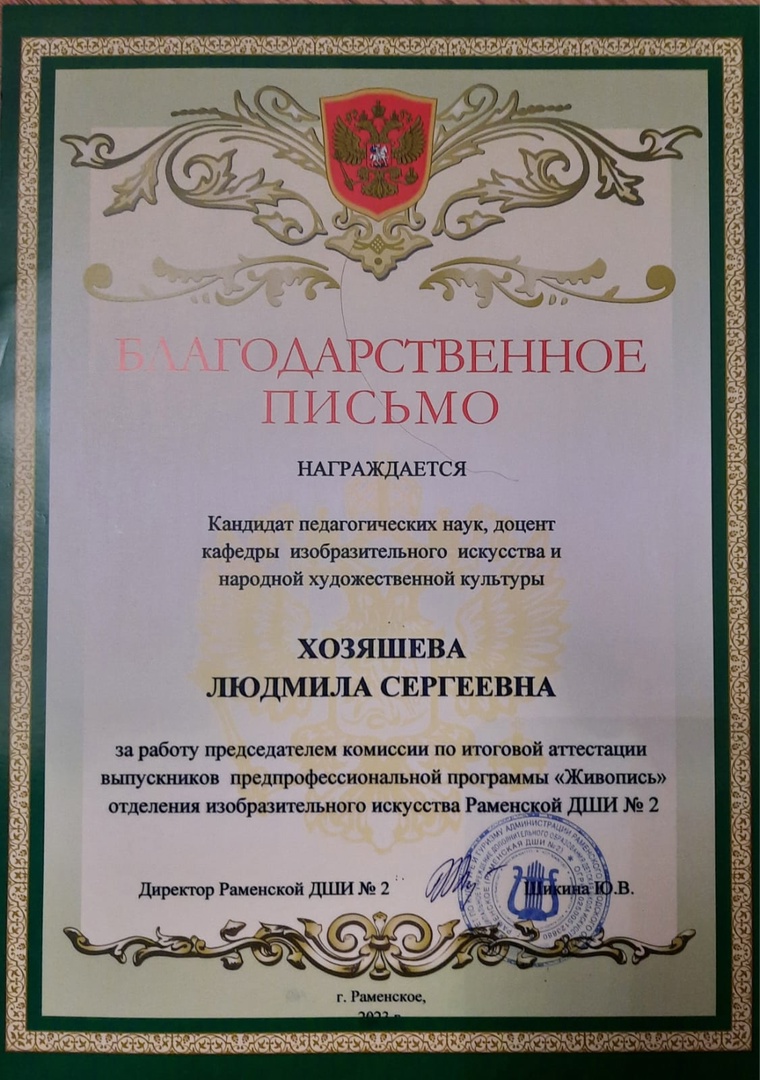 БЛАГОДАРСТВЕННОЕ
ПИСЬМО
НАГРАЖДАЕТСЯ
Кандидат педагогических наук, доцент
кафедры изобразительного искусства и
народной художественной культуры
ХОЗЯШЕВА
ЛЮДМИЛА СЕРГЕЕВНА
за работу председателем комиссии по итоговой аттестации
выпускников предпрофессиональной программы «Живопись»
отделения изобразительного искусства Раменской ДШИ № 2
Директор Раменской ДШИ № 2 Шикина Ю.В.
г. Раменское,
2023 г.